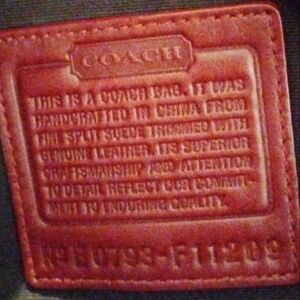 COACH
THIS IS A COACH BAG. IT WAS
HANDCRAFTED IN CHINA FROM
FINE SPLIT SUEDE TRIMMED WITH
GENUINE LEATHER. ITS SUPERIOR
CRAFTSMANSHIP AND ATTENTION
TO DETAIL REFLECT OUR COMMIT-
MENT TO ENDURING QUALITY.
0793-F11209